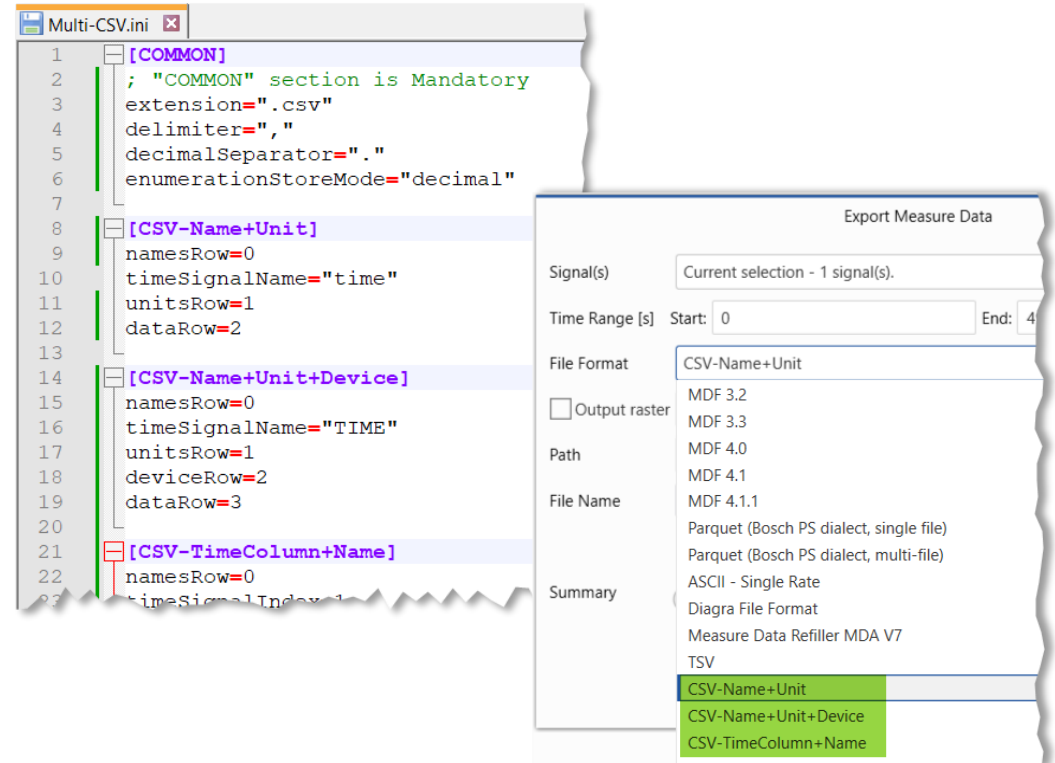 Multi-CSV.ini
1 [COMMON]
2 ; "COMMON" section is Mandatory
3 extension=".csv"
4 delimiter=","
5 decimalSeparator="."
6 enumerationStoreMode="decimal"
7
8 [CSV-Name+Unit]
9 namesRow=0
10 timeSignalName="time"
11 unitsRow=1
12 dataRow=2
13
14 [CSV-Name+Unit+Device]
15 namesRow=0
16 timeSignalName="TIME"
17 unitsRow=1
18 deviceRow=2
19 dataRow=3
20
21 [CSV-TimeColumn+Name]
22 namesRow=0
Export Measure Data
Signal(s) Current selection - 1 signal(s).
Time Range [s] Start: 0 End: 4
File Format CSV-Name+Unit
Output raster
Path
File Name
Summary
MDF 3.2
MDF 3.3
MDF 4.0
MDF 4.1
MDF 4.1.1
Parquet (Bosch PS dialect, single file)
Parquet (Bosch PS dialect, multi-file)
ASCII - Single Rate
Diagra File Format
Measure Data Refiller MDA V7
TSV
CSV-Name+Unit
CSV-Name+Unit+Device
CSV-TimeColumn+Name